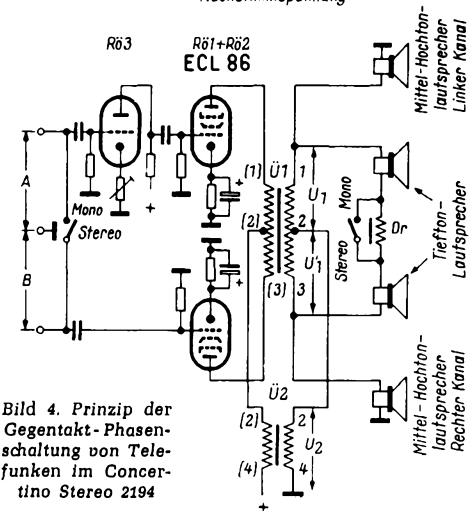 Rö3
Rö1+Rö2
ECL 86
Mittel-Hochton-
lautsprecher
Linker Kanal
A
B
Mono
Stereo
+
+
+
(1)
Ü1
1
(2)
2
(3)
3
U1
U'1
Mono
Stereo
Dr
Tiefton-
Lautsprecher
Ü2
(2)
2
(4)
4
U2
+
Mittel-Hochton-
lautsprecher
Rechter Kanal
Bild 4. Prinzip der
Gegentakt-Phasen-
schaltung von Tele-
funken im Concer-
tino Stereo 2194